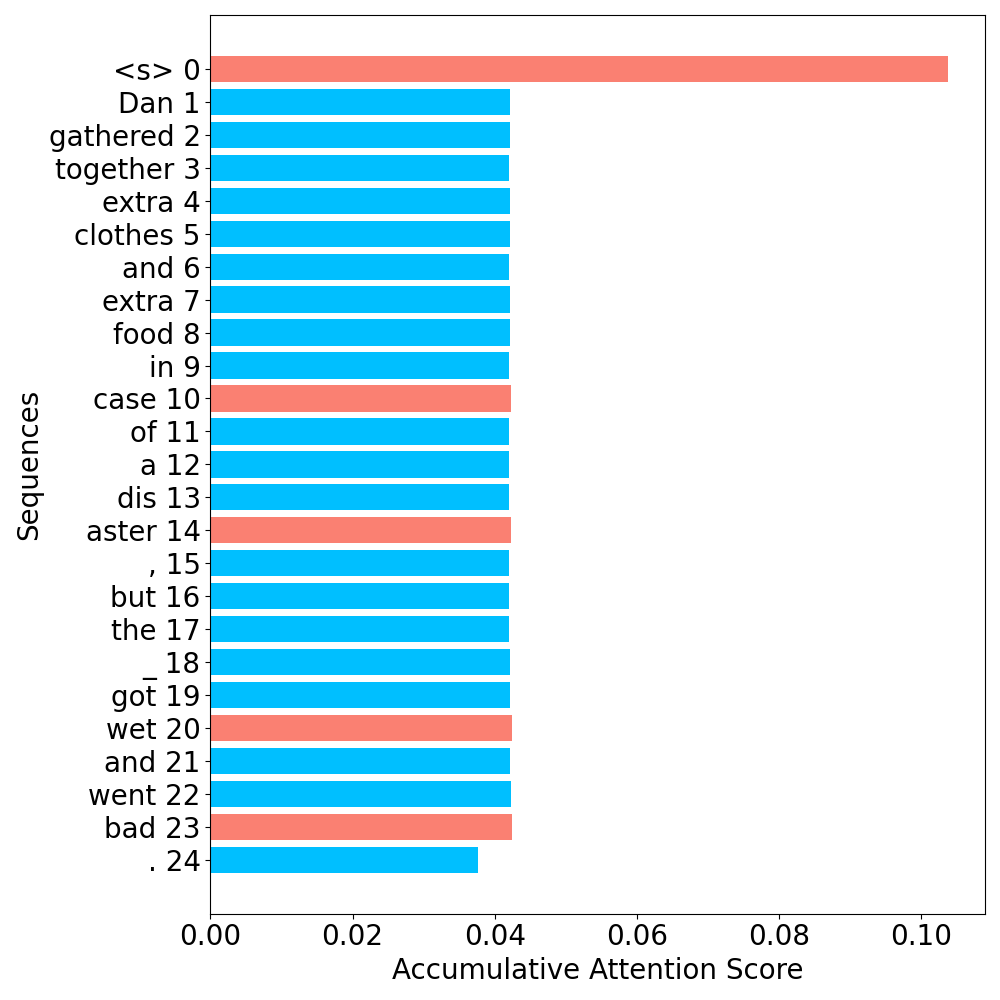 <s> 0
Dan 1
gathered 2
together 3
extra 4
clothes 5
and 6
extra 7
food 8
in 9
case 10
of 11
a 12
dis 13
aster 14
, 15
but 16
the 17
_ 18
got 19
wet 20
and 21
went 22
bad 23
. 24
Sequences
0.00 0.02 0.04 0.06 0.08 0.10
Accumulative Attention Score